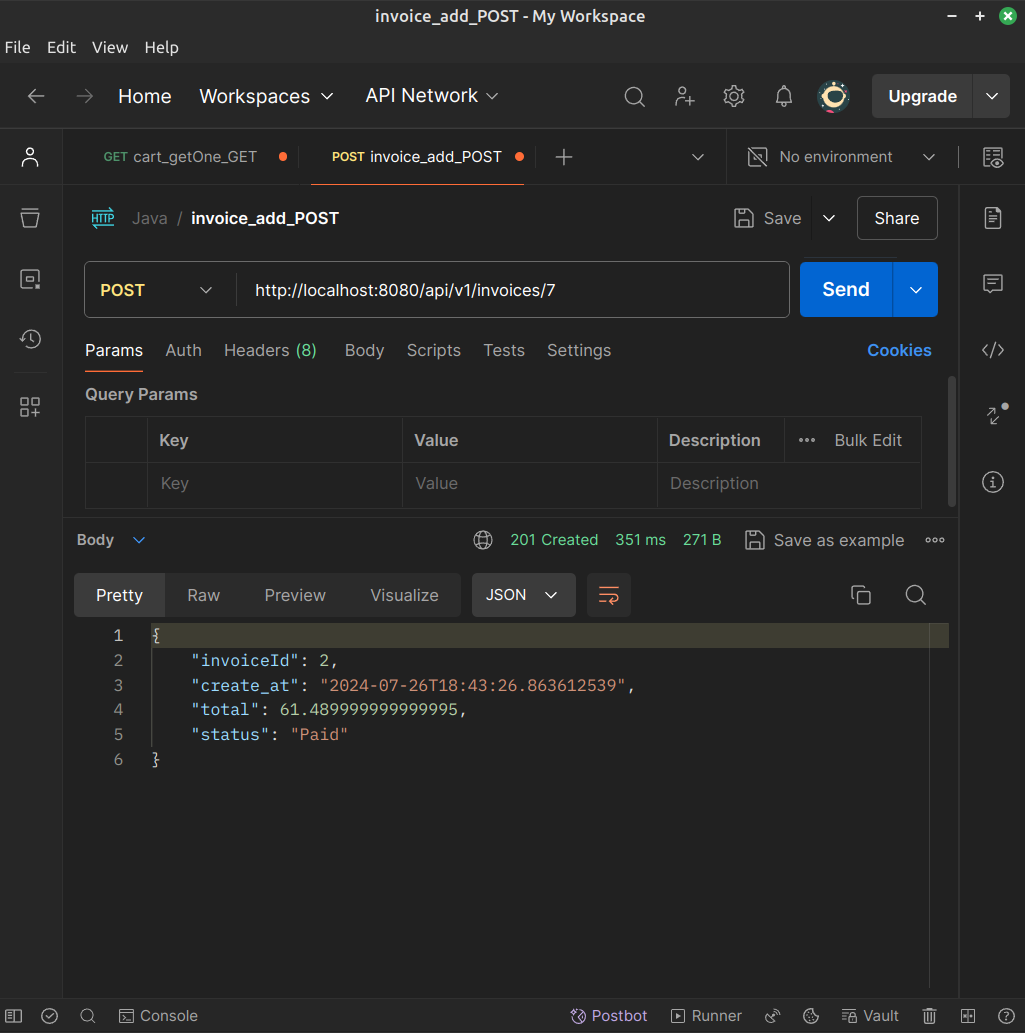 invoice_add_POST - My Workspace
File Edit View Help
Home Workspaces API Network Upgrade
GET cart_getOne_GET POST invoice_add_POST No environment
HTTP Java / invoice_add_POST Save Share
POST http://localhost:8080/api/v1/invoices/7 Send
Params Auth Headers (8) Body Scripts Tests Settings Cookies
Query Params
Key Value Description Bulk Edit
Key Value Description
Body 201 Created 351 ms 271 B Save as example
Pretty Raw Preview Visualize JSON
1 {
2 "invoiceId": 2,
3 "create_at": "2024-07-26T18:43:26.863612539",
4 "total": 61.489999999999995,
5 "status": "Paid"
6 }
Console Postbot Runner Vault